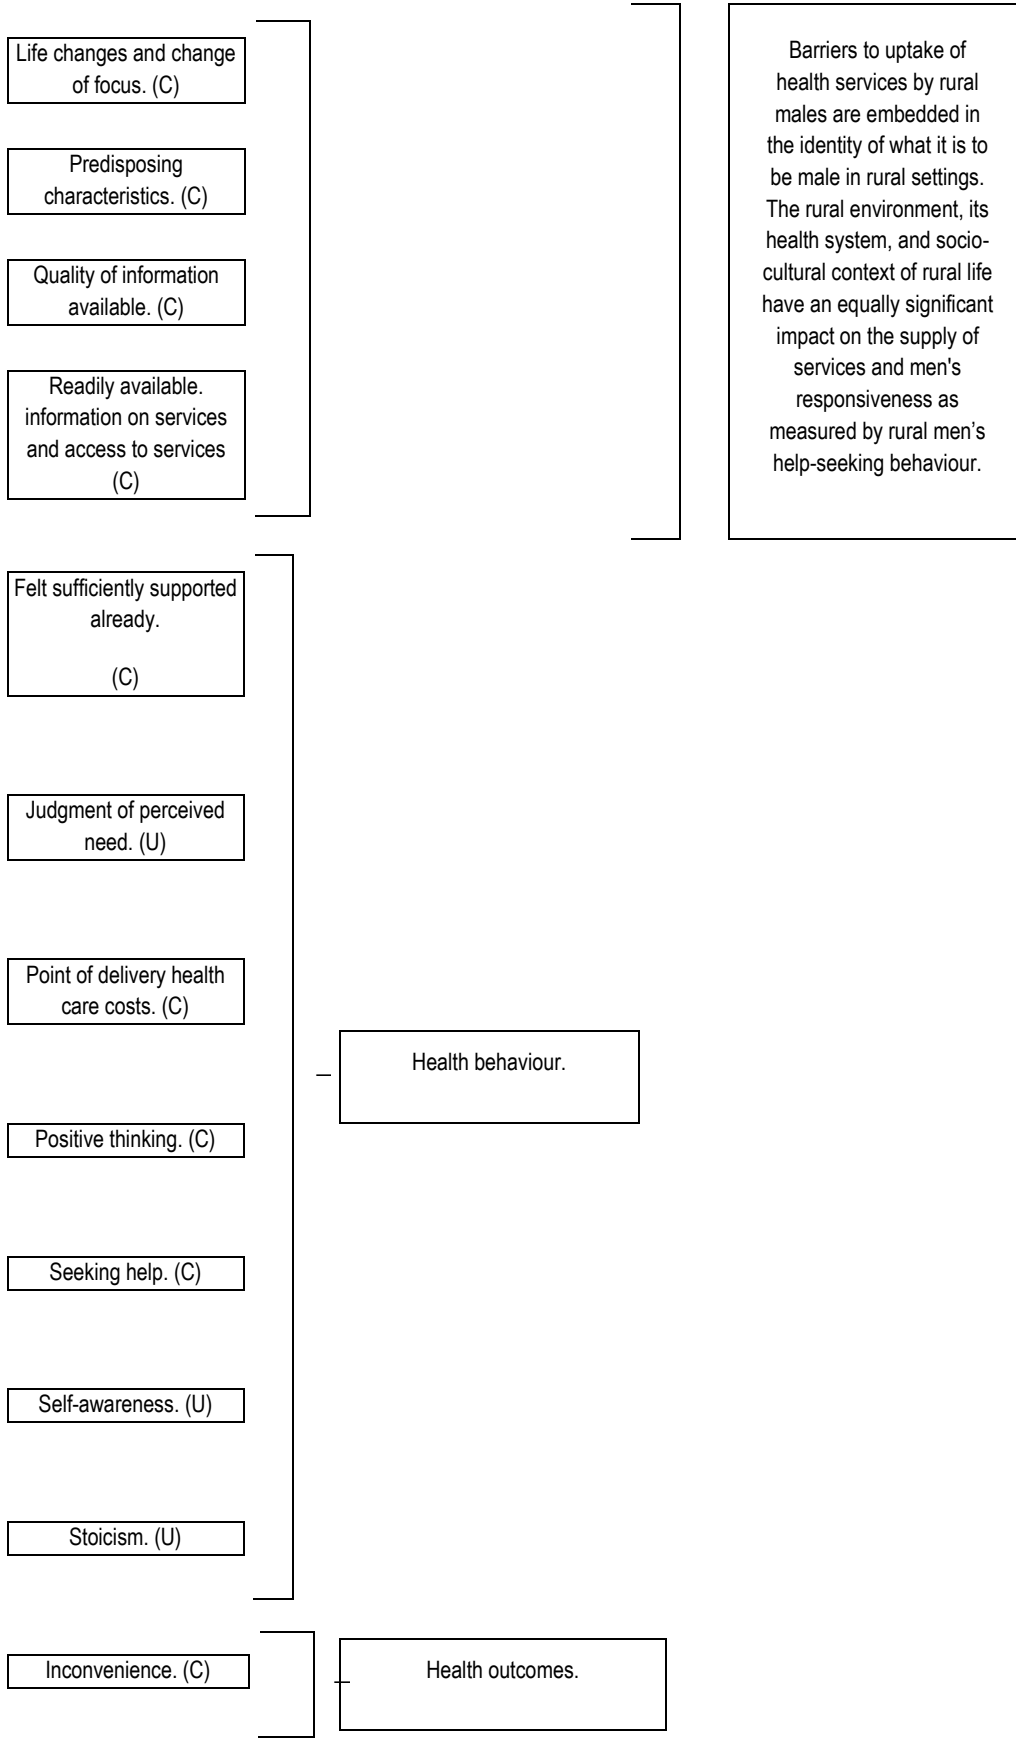 Life changes and change
of focus. (C)
Predisposing
characteristics. (C)
Quality of information
available. (C)
Readily available.
information on services
and access to services
(C)
Barriers to uptake of
health services by rural
males are embedded in
the identity of what it is to
be male in rural settings.
The rural environment, its
health system, and socio-
cultural context of rural life
have an equally significant
impact on the supply of
services and men's
responsiveness as
measured by rural men’s
help-seeking behaviour.
Felt sufficiently supported
already.
(C)
Judgment of perceived
need. (U)
Point of delivery health
care costs. (C)
Positive thinking. (C)
Seeking help. (C)
Self-awareness. (U)
Stoicism. (U)
Health behaviour.
Inconvenience. (C)
Health outcomes.